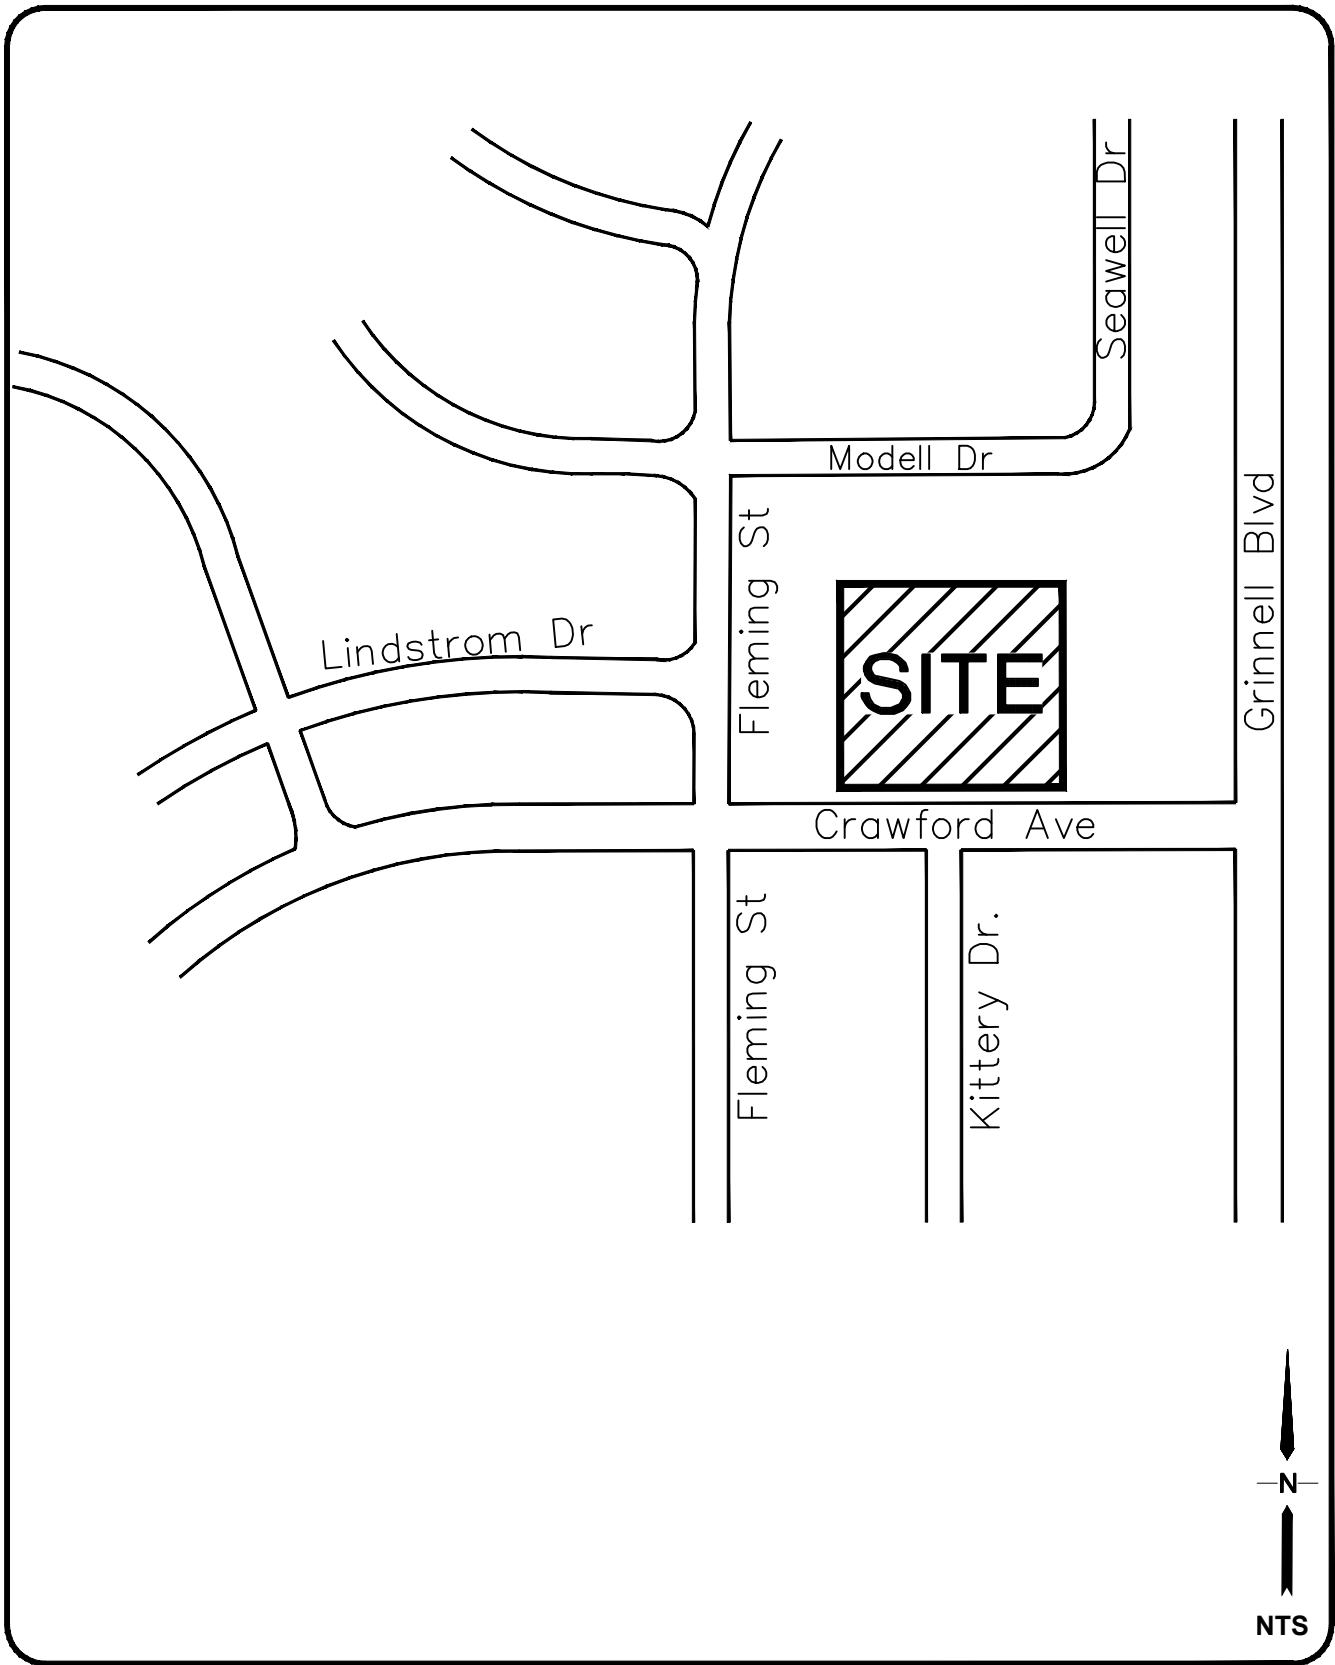 Seawell Dr
Modell Dr
Grinnell Blvd
Fleming St
Lindstrom Dr
SITE
Crawford Ave
Fleming St
Kittery Dr.
N
NTS